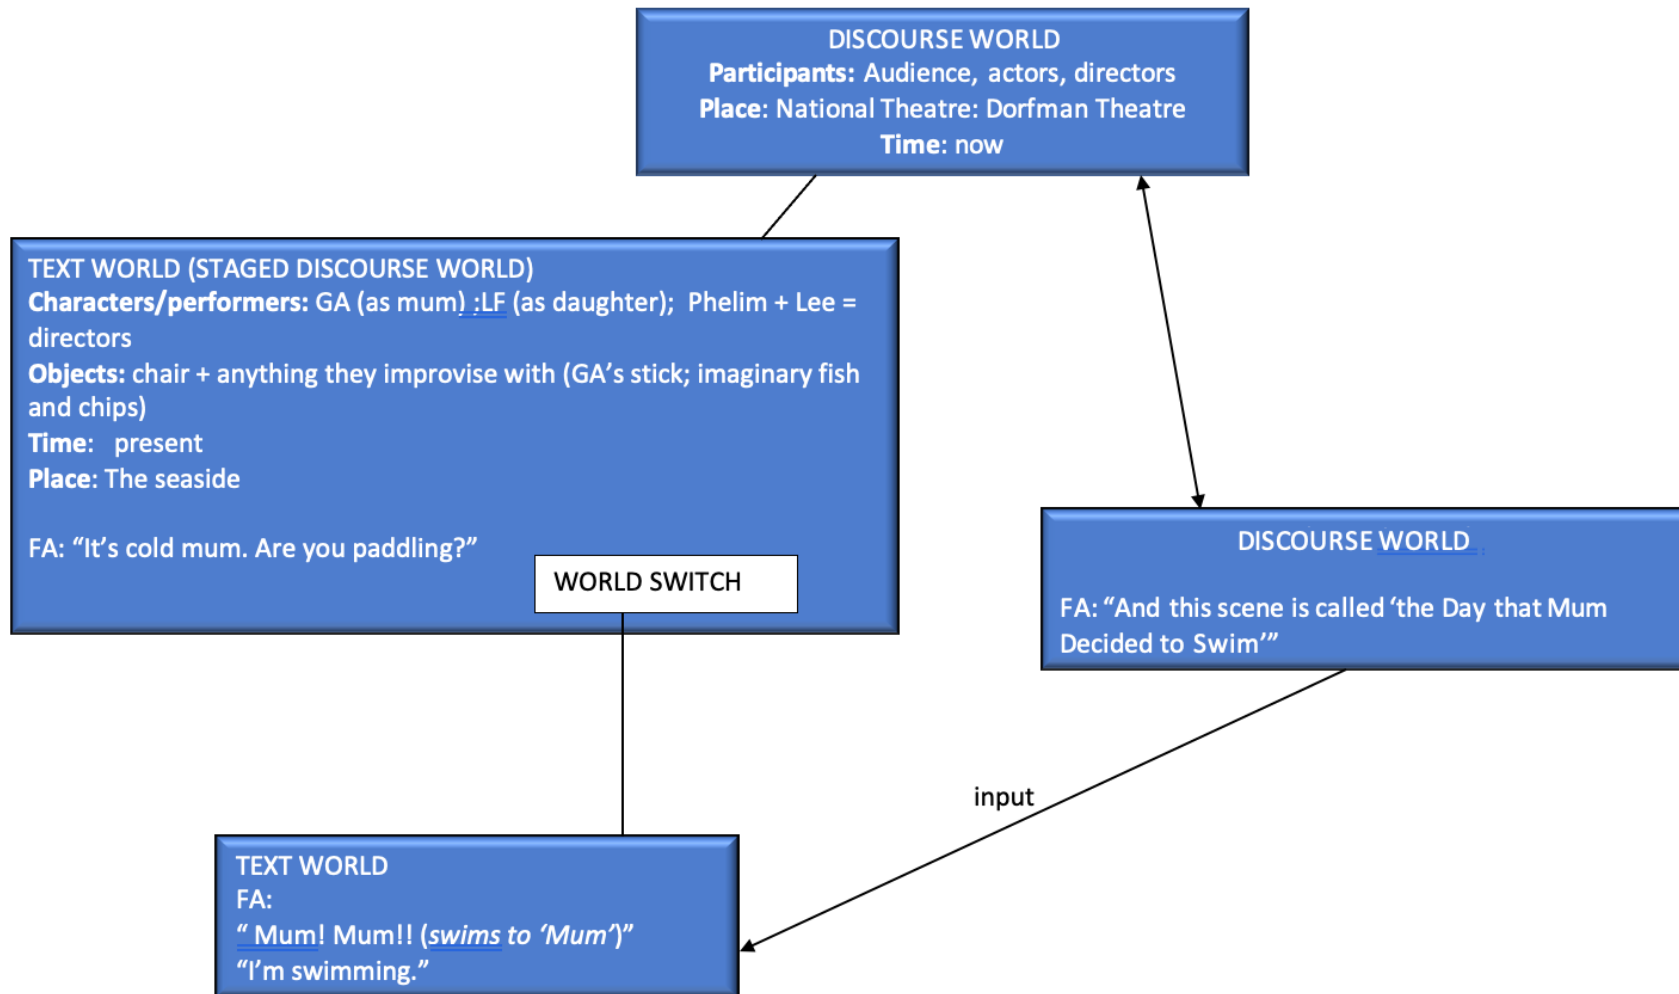 DISCOURSE WORLD
Participants: Audience, actors, directors
Place: National Theatre: Dorfman Theatre
Time: now
TEXT WORLD (STAGED DISCOURSE WORLD)
Characters/performers: GA (as mum) ;LF (as daughter); Phelim + Lee =
directors
Objects: chair + anything they improvise with (GA’s stick; imaginary fish
and chips)
Time: present
Place: The seaside
FA: “It’s cold mum. Are you paddling?”
WORLD SWITCH
DISCOURSE WORLD
FA: “And this scene is called ‘the Day that Mum
Decided to Swim’”
input
TEXT WORLD
FA:
“ Mum! Mum!! (swims to ‘Mum’)”
“I’m swimming.”